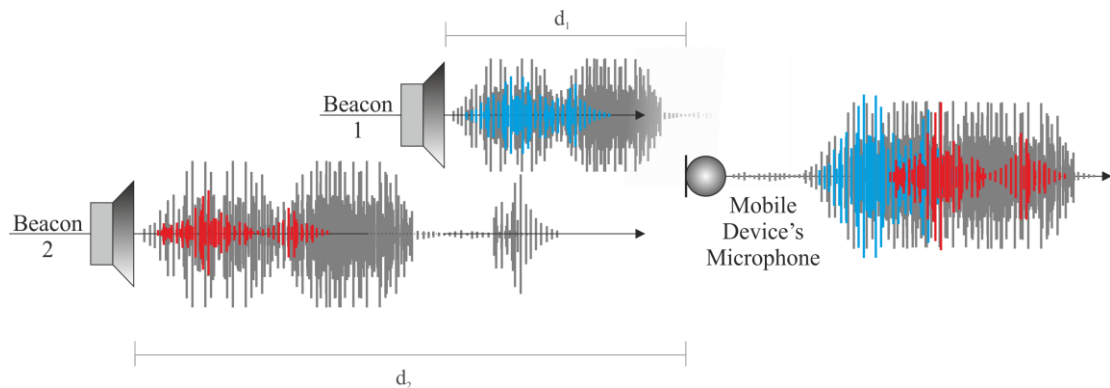 d₁
Beacon
1
Beacon
2
Mobile
Device's
Microphone
d₂